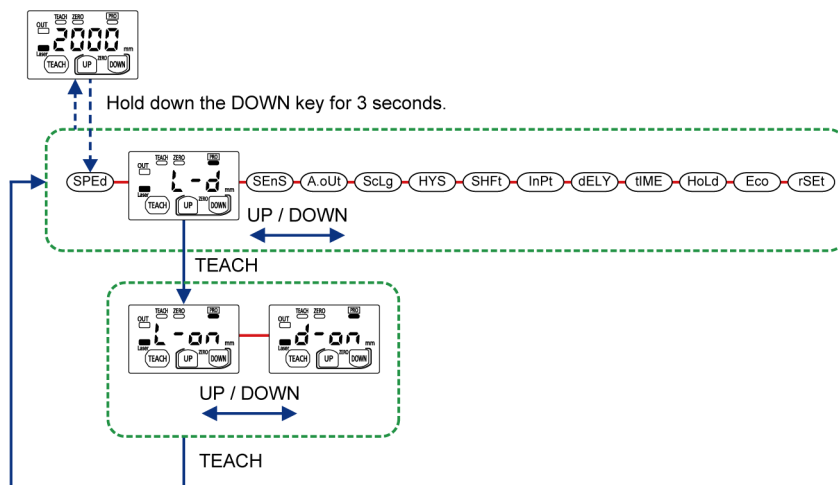 TEACH ZERO PRO
OUT
2000 mm
Laser
TEACH UP ZERO DOWN
Hold down the DOWN key for 3 seconds.
SPEd
TEACH ZERO PRO
OUT
L-d mm
Laser
TEACH UP ZERO DOWN
SEnS A.oUt ScLg HYS SHFt InPt dELY tIME HoLd Eco rSEt
UP / DOWN
TEACH
TEACH ZERO PRO
OUT
L-on mm
Laser
TEACH UP ZERO DOWN
TEACH ZERO PRO
OUT
d-on mm
Laser
TEACH UP ZERO DOWN
UP / DOWN
TEACH